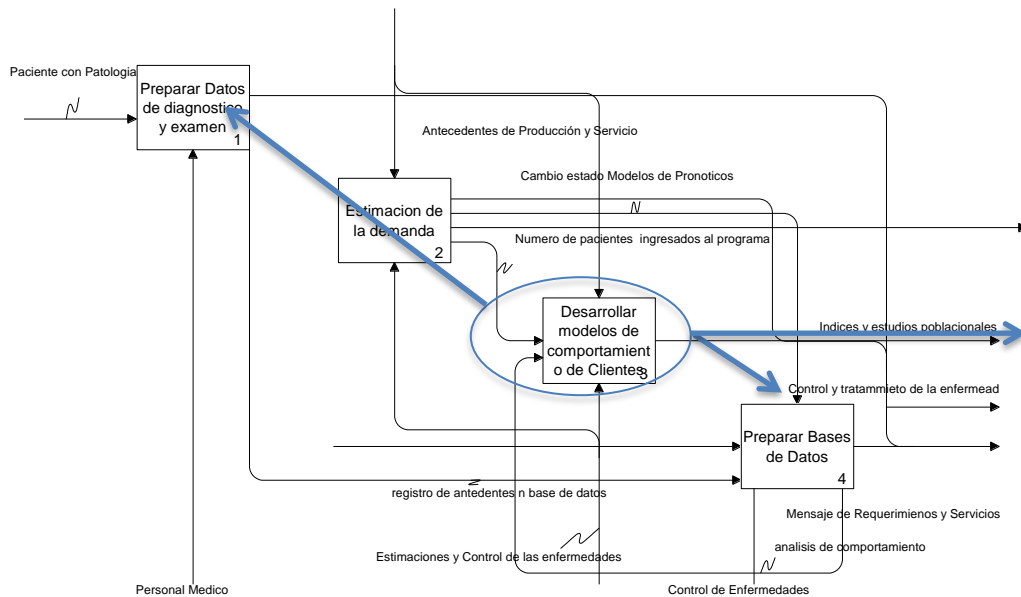 Paciente con Patologia
Preparar Datos
de diagnostico
y examen
1
Antecedentes de Producción y Servicio
Cambio estado Modelos de Pronoticos
Estimacion de
la demanda
2
Numero de pacientes ingresados al programa
Desarrollar
modelos de
comportamient
o de Clientes
3
Indices y estudios poblacionales
Control y tratammieto de la enfermead
Preparar Bases
de Datos
4
registro de antedentes n base de datos
Mensaje de Requerimienos y Servicios
analisis de comportamiento
Estimaciones y Control de las enfermedades
Personal Medico
Control de Enfermedades